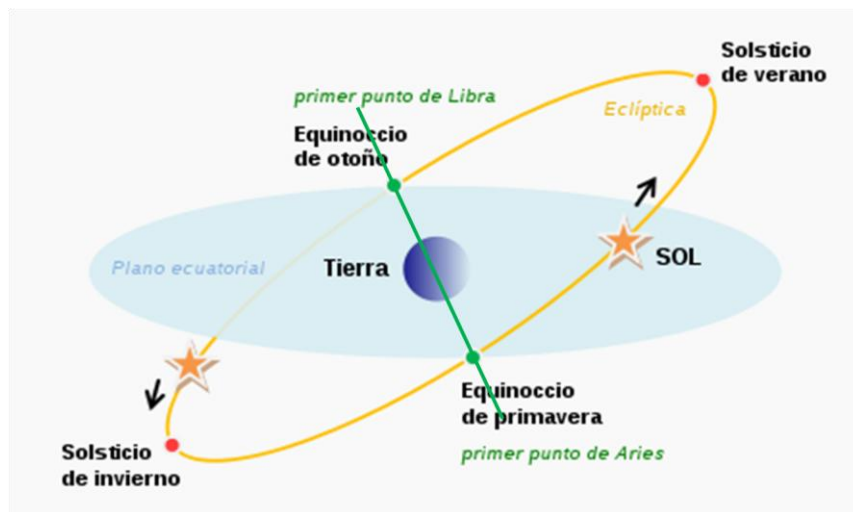 Solsticio
de verano
primer punto de Libra
Eclíptica
Equinoccio
de otoño
SOL
Plano ecuatorial
Tierra
Equinoccio
de primavera
Solsticio
de invierno
primer punto de Aries